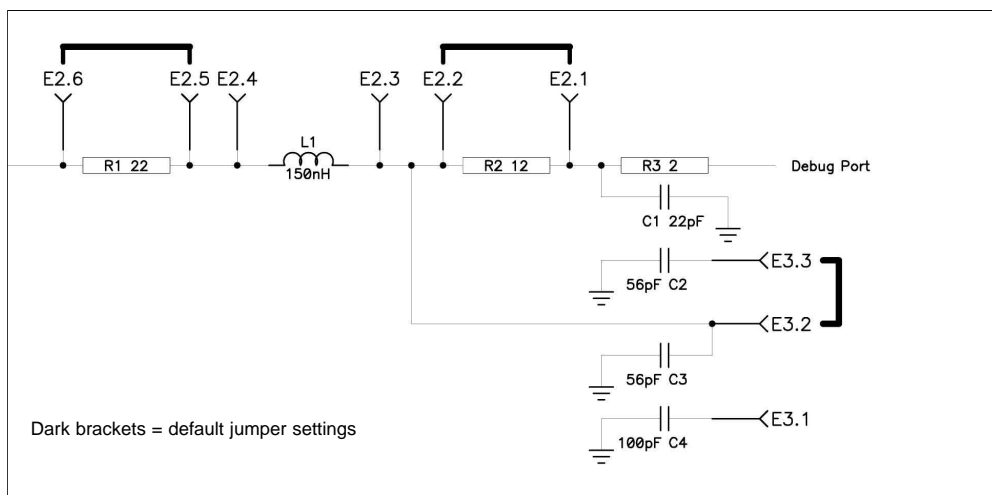 E2.6 E2.5 E2.4 E2.3 E2.2 E2.1
L1
R1 22 150nH R2 12 R3 2 Debug Port
C1 22pF
E3.3
56pF C2
E3.2
56pF C3
E3.1
Dark brackets = default jumper settings
100pF C4